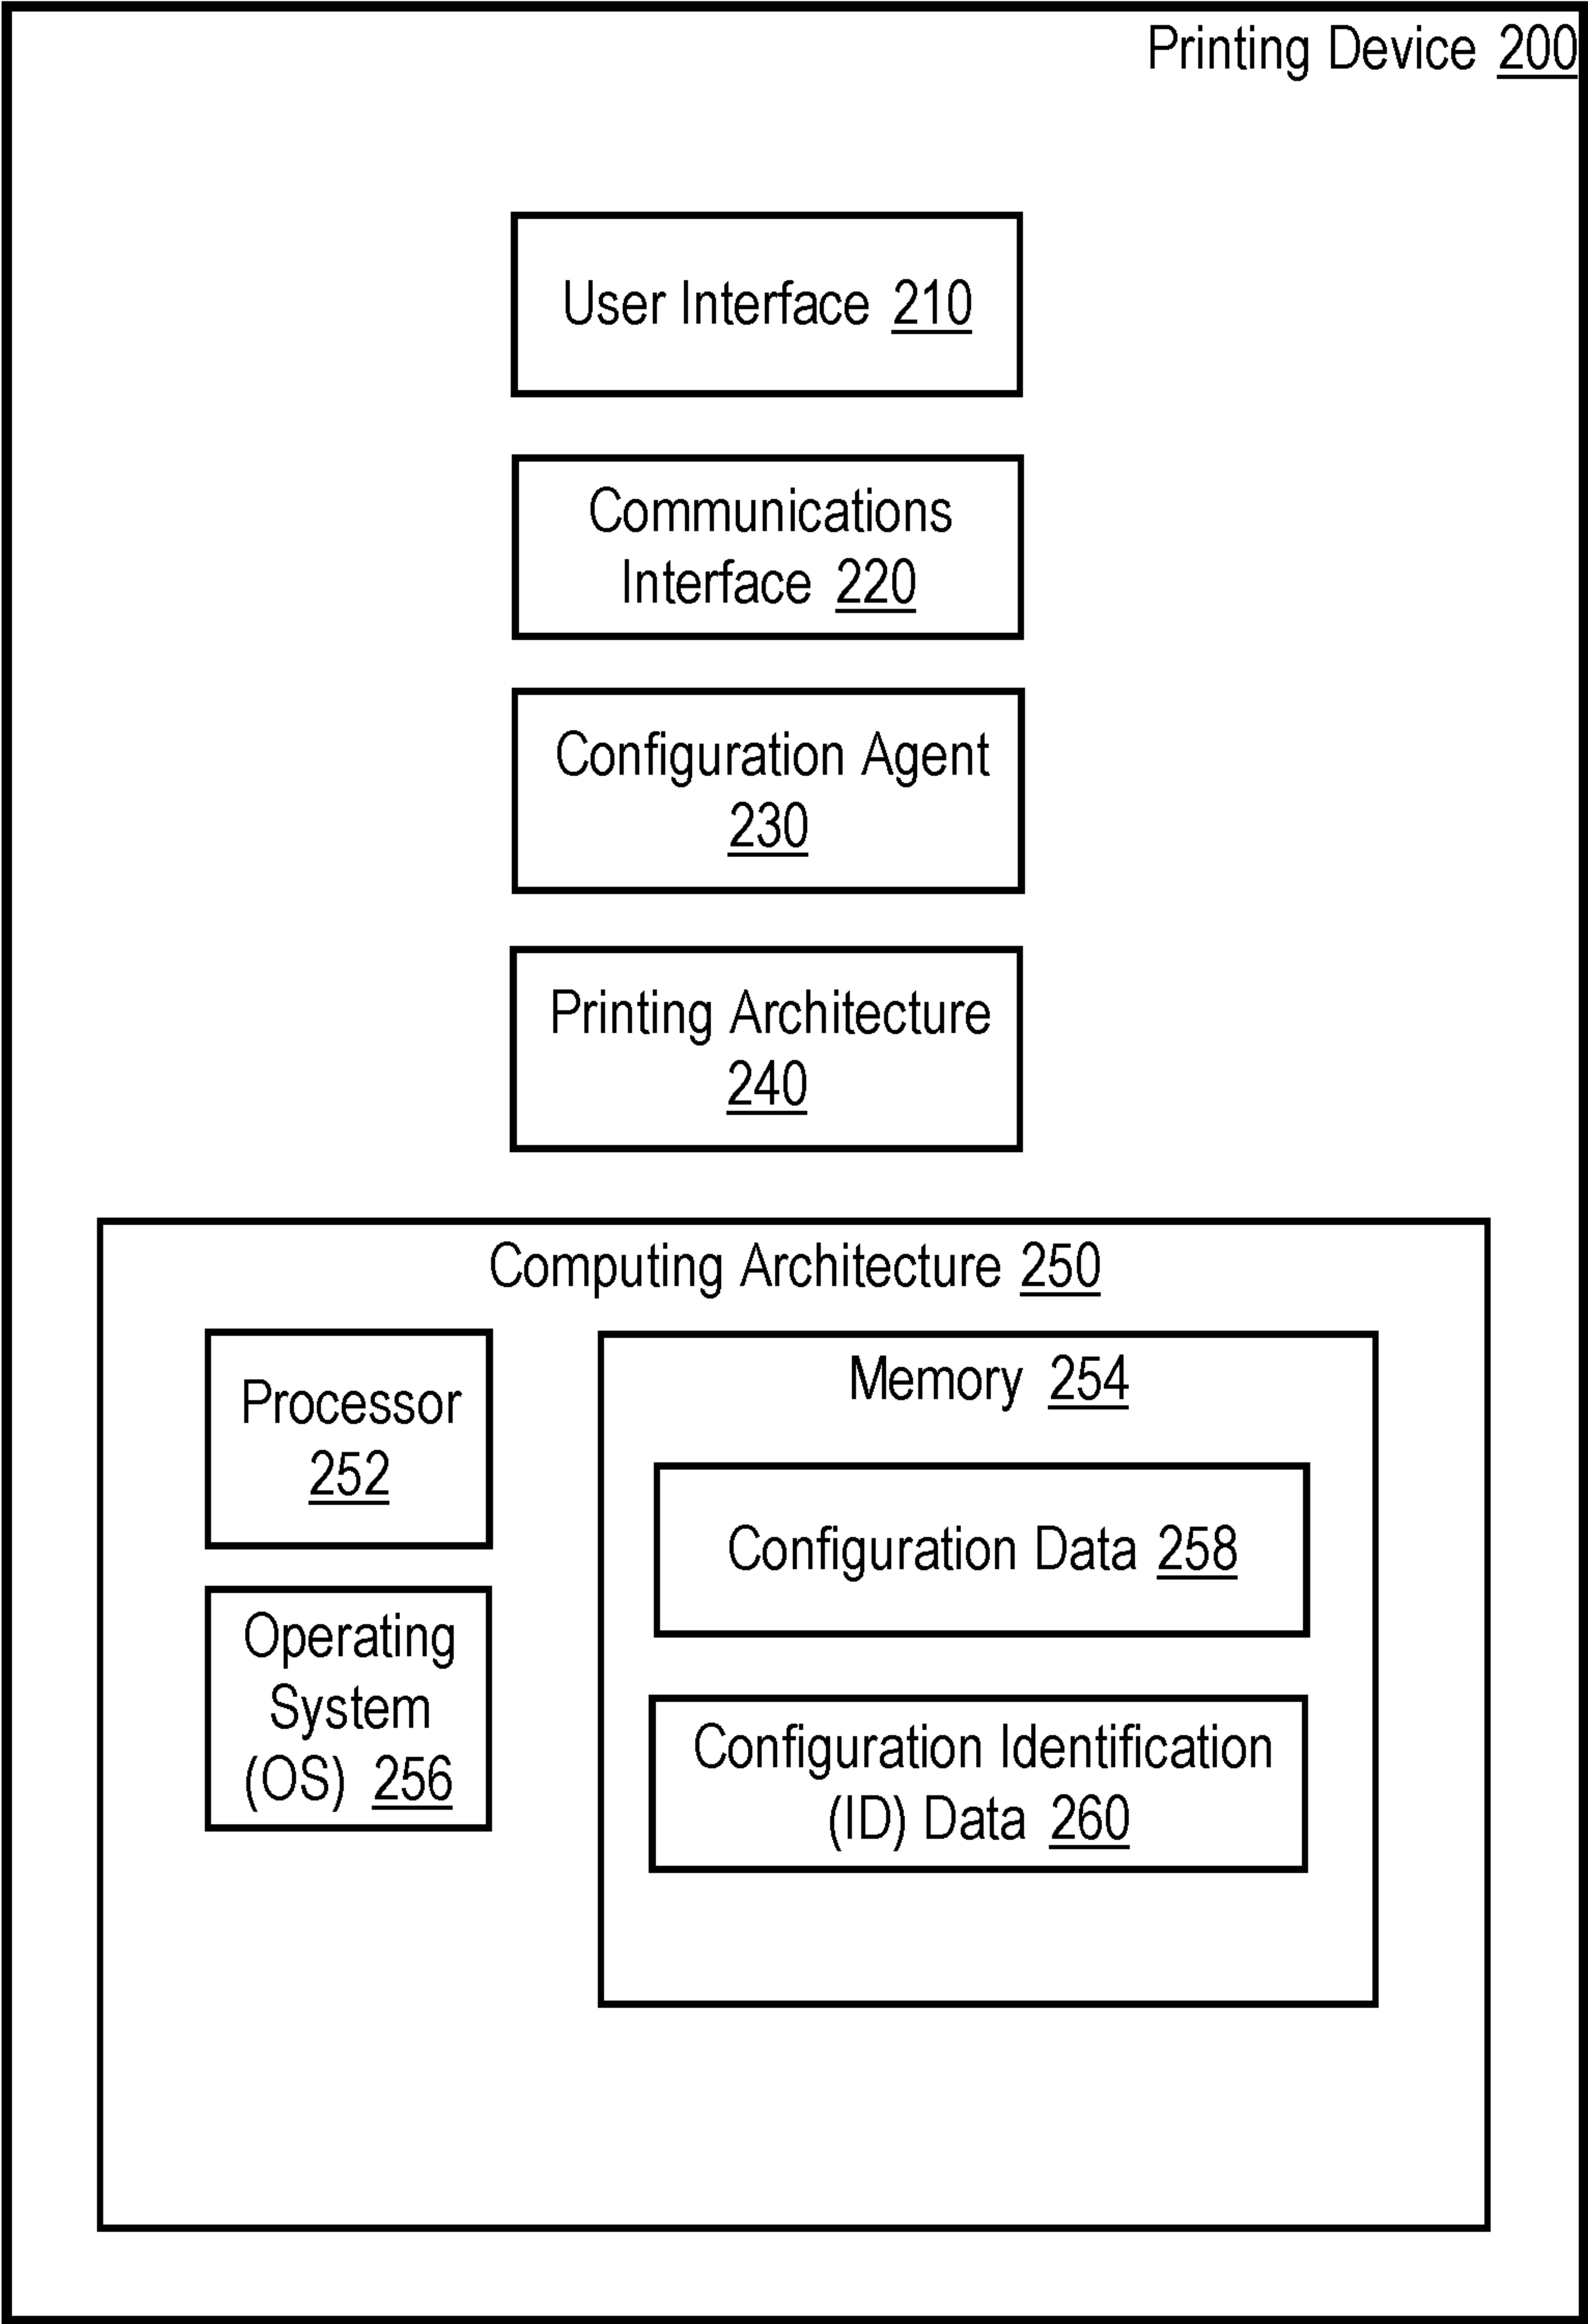 Printing Device 200
User Interface 210
Communications
Interface 220
Configuration Agent
230
Printing Architecture
240
Computing Architecture 250
Processor
252
Operating
System
(OS) 256
Memory 254
Configuration Data 258
Configuration Identification
(ID) Data 260